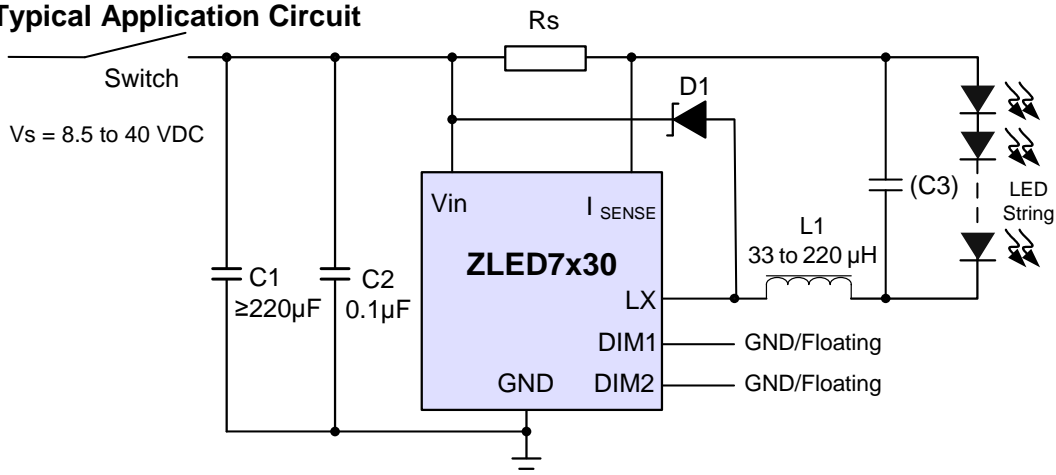 Typical Application Circuit
Rs
Switch
D1
Vs = 8.5 to 40 VDC
Vin
I SENSE
(C3)
LED
String
L1
33 to 220 µH
ZLED7x30
C1
≥220µF
C2
0.1µF
LX
DIM1
GND/Floating
GND
DIM2
GND/Floating